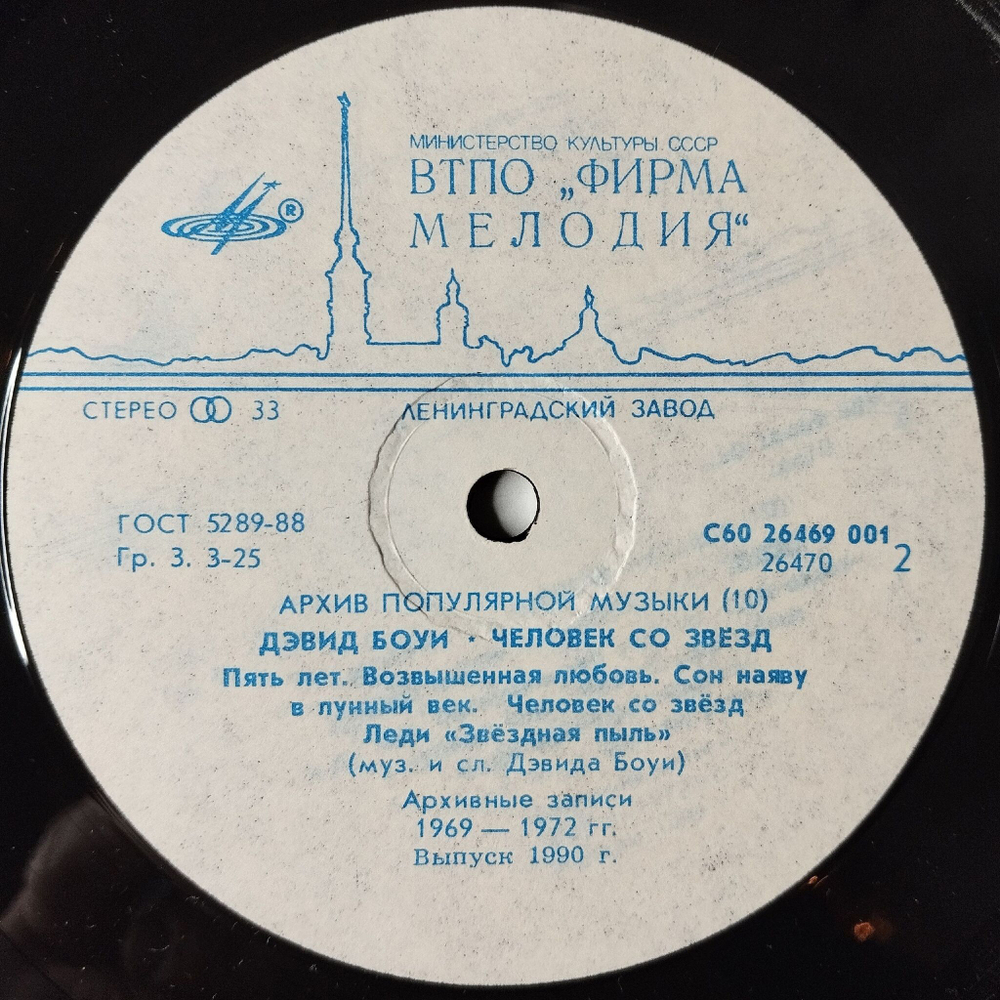 МИНИСТЕРСТВО КУЛЬТУРЫ СССР
ВТПО „ФИРМА
МЕЛОДИЯ“
®
СТЕРЕО 33
ЛЕНИНГРАДСКИЙ ЗАВОД
ГОСТ 5289-88
Гр. 3. 3-25
С60 26469 001
26470
2
АРХИВ ПОПУЛЯРНОЙ МУЗЫКИ (10)
ДЭВИД БОУИ · ЧЕЛОВЕК СО ЗВЁЗД
Пять лет. Возвышенная любовь. Сон наяву
в лунный век. Человек со звёзд
Леди «Звёздная пыль»
(муз. и сл. Дэвида Боуи)
Архивные записи
1969 — 1972 гг.
Выпуск 1990 г.